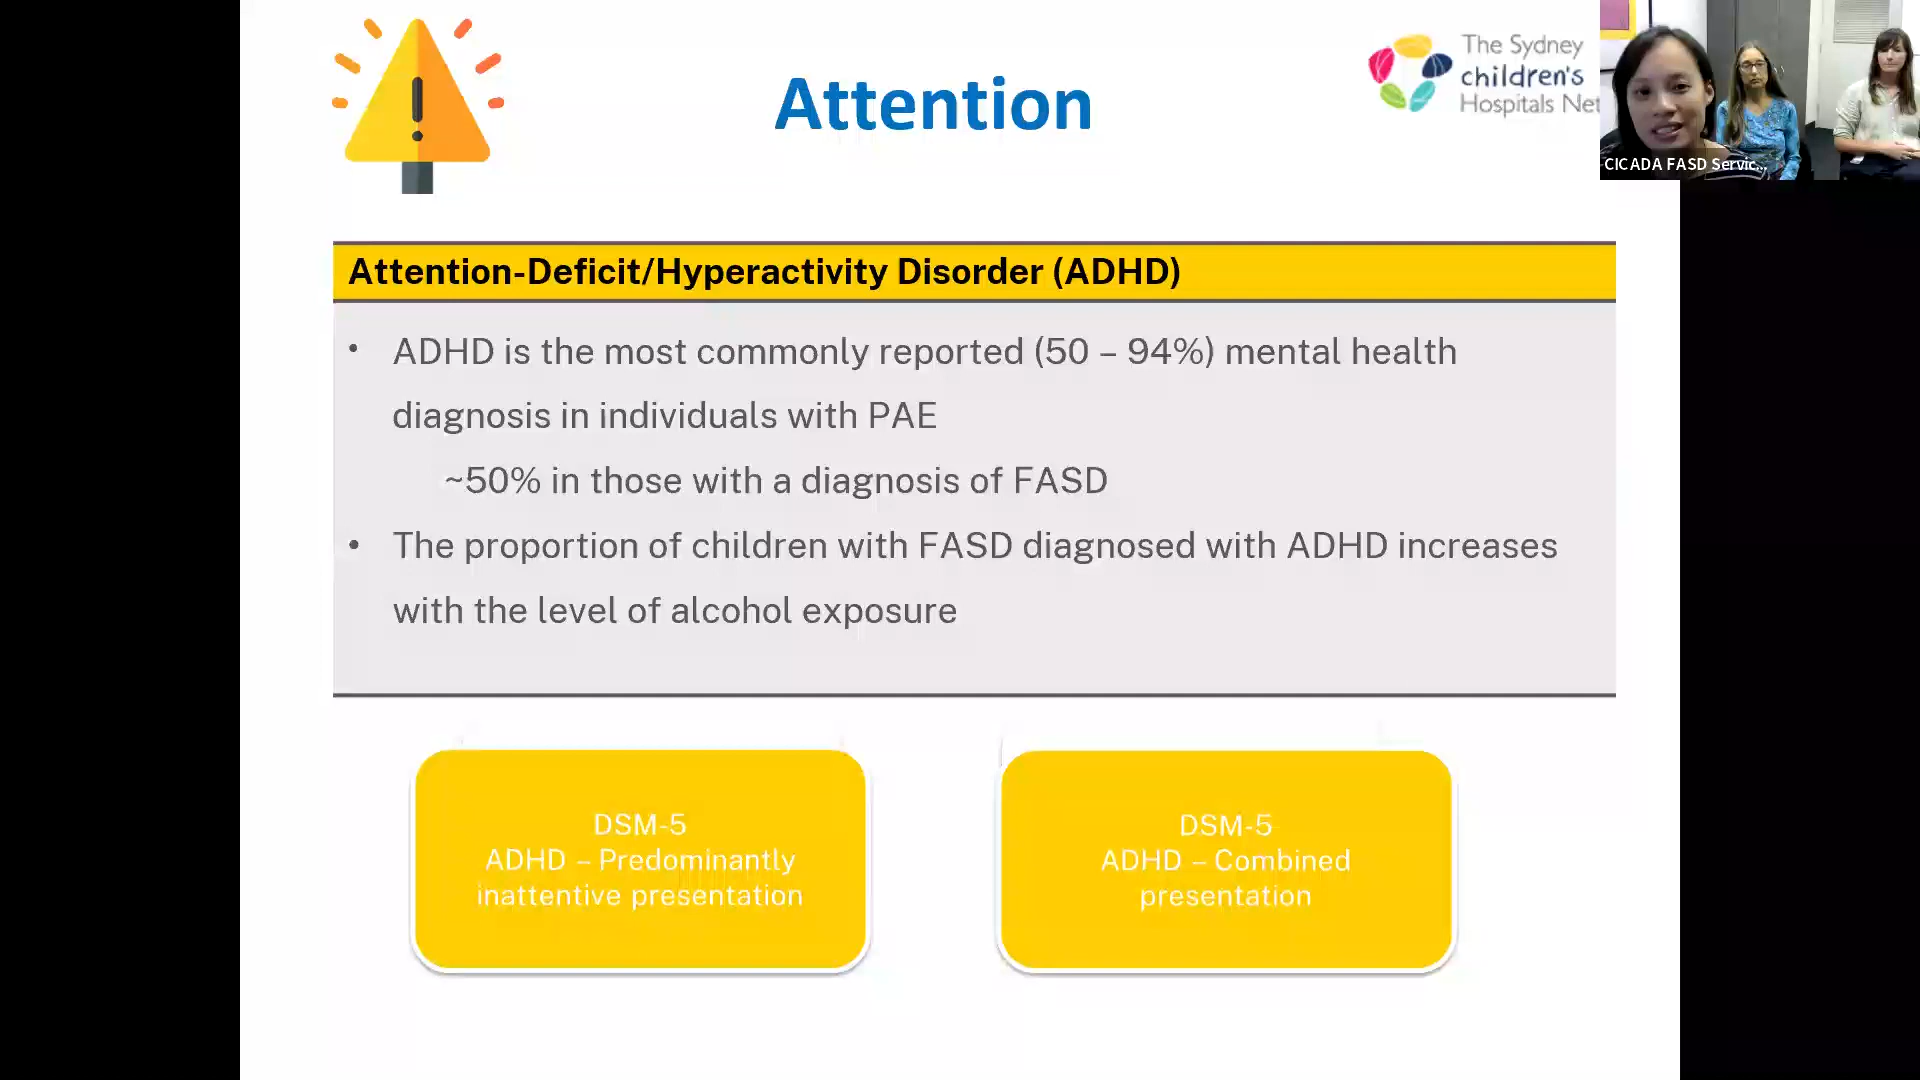 Attention
The Sydney
children's
Hospitals Net
CICADA FASD Servic...
Attention-Deficit/Hyperactivity Disorder (ADHD)
• ADHD is the most commonly reported (50 – 94%) mental health
diagnosis in individuals with PAE
~50% in those with a diagnosis of FASD
• The proportion of children with FASD diagnosed with ADHD increases
with the level of alcohol exposure
DSM-5
ADHD – Predominantly
inattentive presentation
DSM-5
ADHD – Combined
presentation